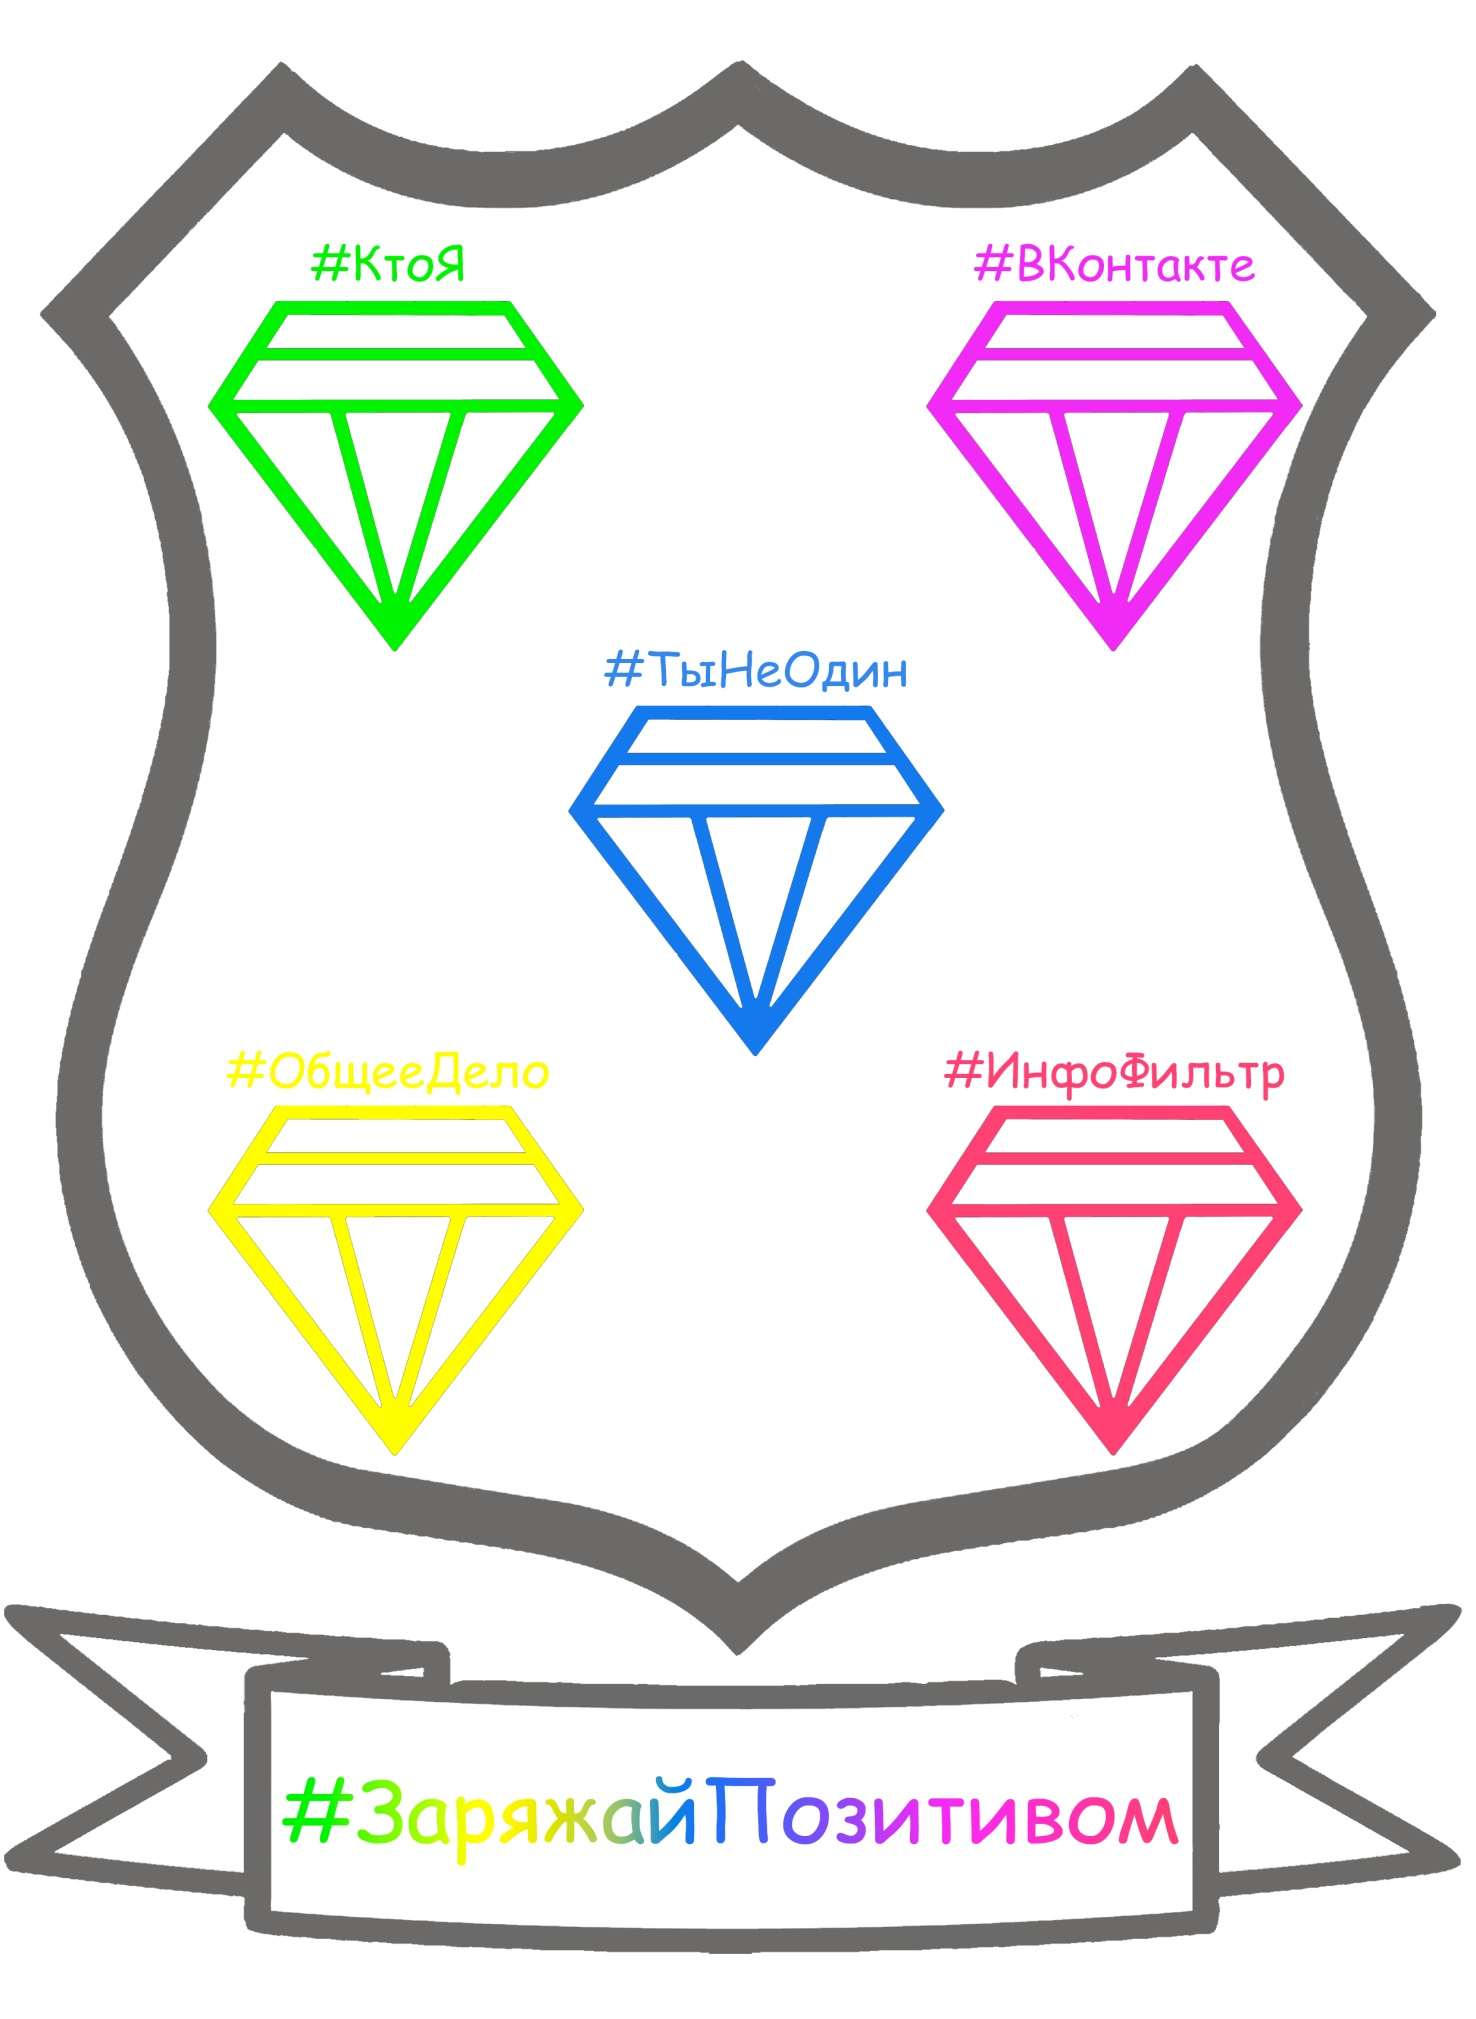 #КтоЯ
#ВКонтакте
#ТыНеОдин
#ОбщееДело
#ИнфоФильтр
#ЗаряжайПозитивом